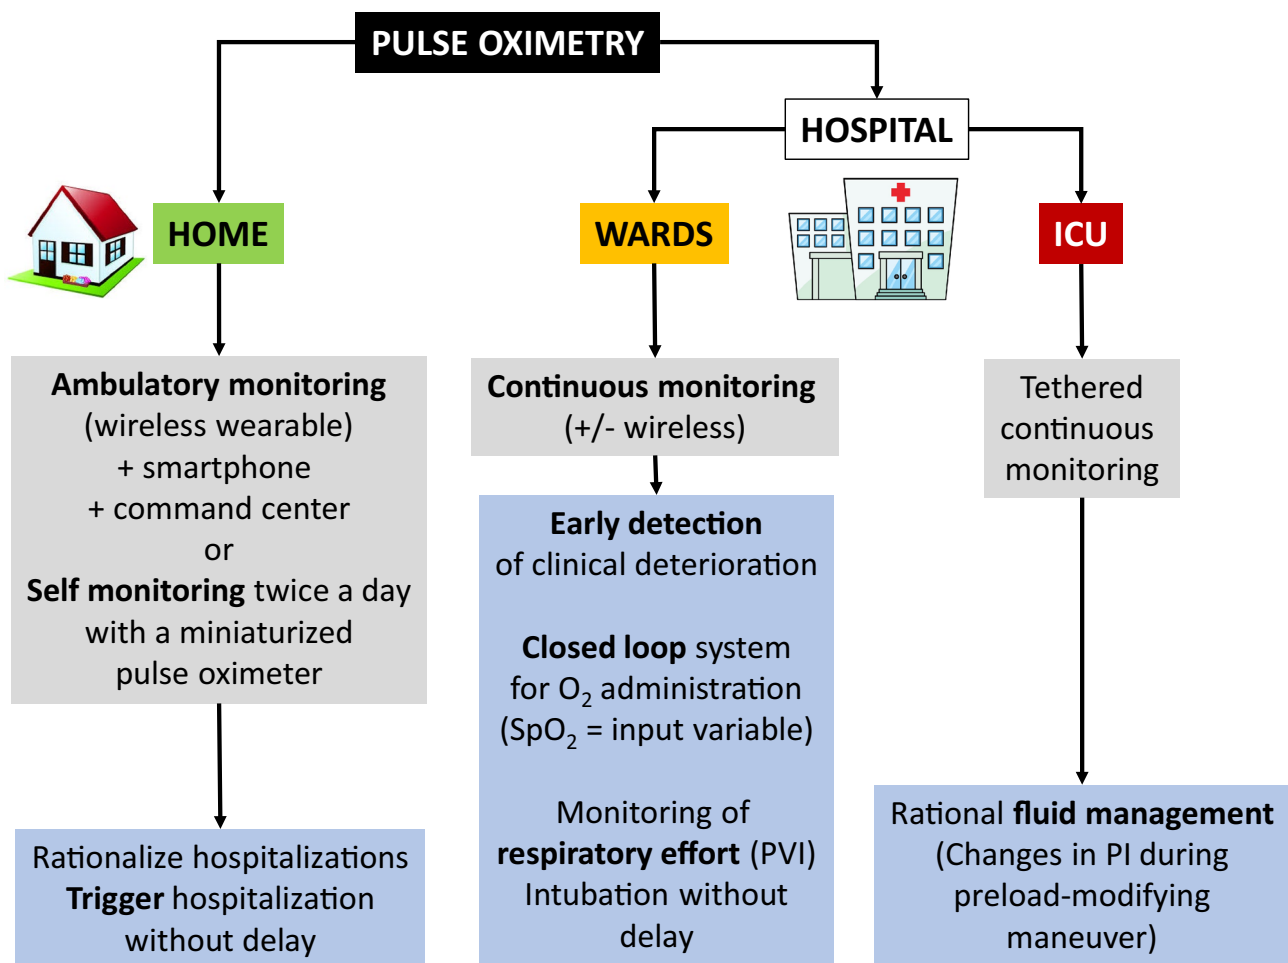 PULSE OXIMETRY
HOSPITAL
HOME
WARDS
ICU
Ambulatory monitoring
(wireless wearable)
+ smartphone
+ command center
or
Self monitoring twice a day
with a miniaturized
pulse oximeter
Rationalize hospitalizations
Trigger hospitalization
without delay
Continuous monitoring
(+/- wireless)
Early detection
of clinical deterioration
Closed loop system
for O₂ administration
(SpO₂ = input variable)
Monitoring of
respiratory effort (PVI)
Intubation without
delay
Tethered
continuous
monitoring
Rational fluid management
(Changes in PI during
preload-modifying
maneuver)